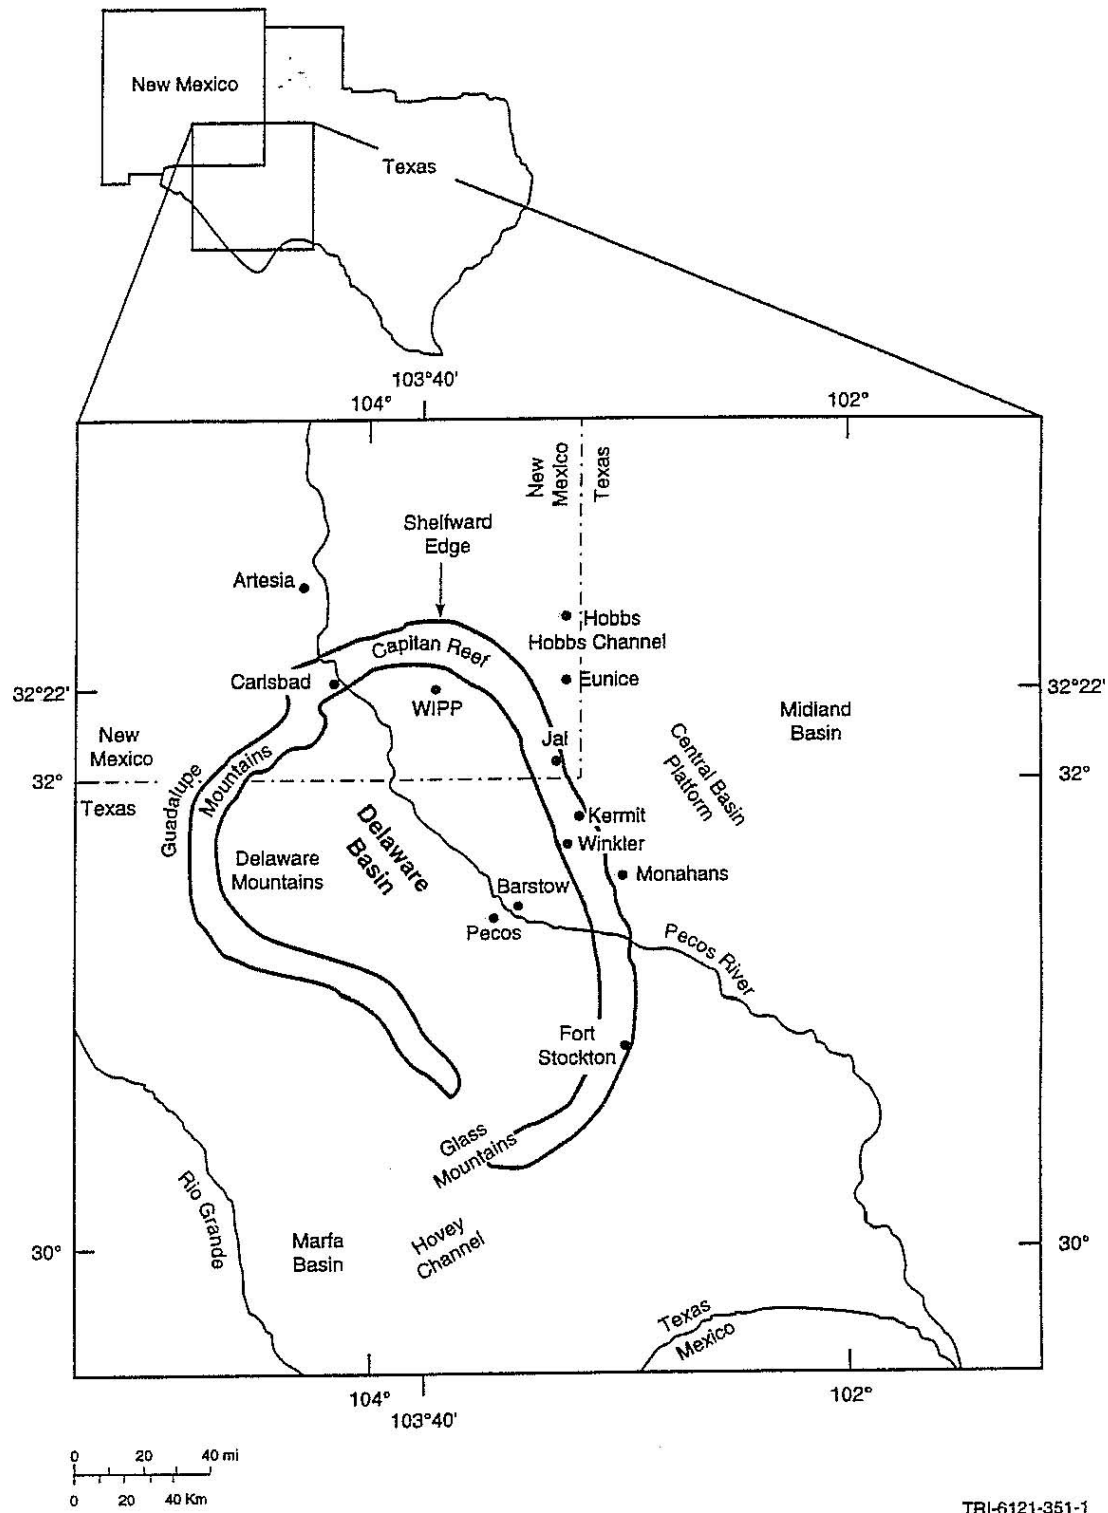 New Mexico
Texas
103°40'
104°
102°
New
Mexico
Texas
Shelfward
Edge
Artesia
Hobbs
Hobbs Channel
Capitan Reef
Carlsbad
Eunice
32°22'
32°22'
WIPP
Midland
Basin
New
Mexico
Jal
Central Basin
Platform
Guadalupe
Mountains
32°
32°
Texas
Kermit
Delaware
Basin
Winkler
Delaware
Mountains
Monahans
Barstow
Pecos
Pecos River
Fort
Stockton
Glass
Mountains
Rio Grande
Hovey
Channel
Marfa
Basin
30°
30°
Texas
Mexico
104°
103°40'
102°
0 20 40 mi
0 20 40 Km
TRI-6121-351-1